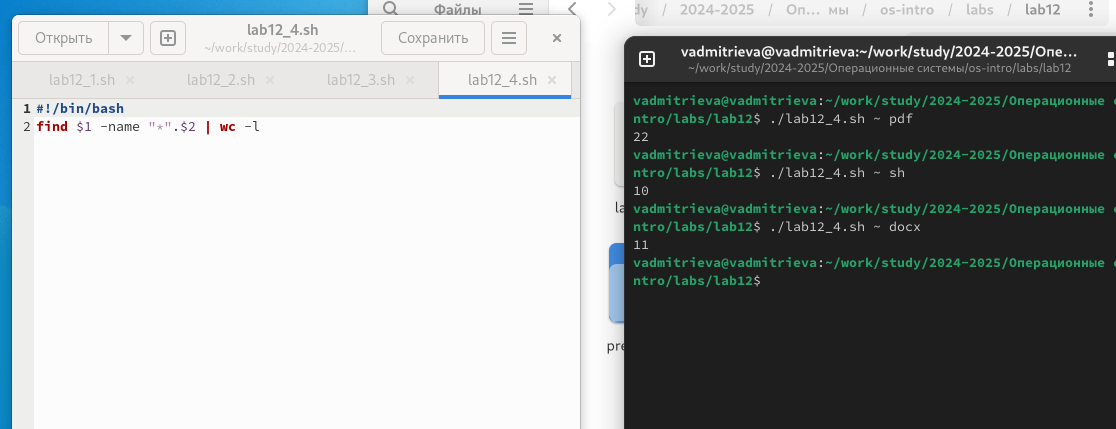 Файлы
dy / 2024-2025 / Оп... мы / os-intro / labs / lab12
Открыть
lab12_4.sh
~/work/study/2024-2025/...
Сохранить
lab12_1.sh
lab12_2.sh
lab12_3.sh
lab12_4.sh
1 #!/bin/bash
2 find $1 -name "*".$2 | wc -l
la
pre
vadmitrieva@vadmitrieva:~/work/study/2024-2025/Опе...
~/work/study/2024-2025/Операционные системы/os-intro/labs/lab12
vadmitrieva@vadmitrieva:~/work/study/2024-2025/Операционные с
ntro/labs/lab12$ ./lab12_4.sh ~ pdf
22
vadmitrieva@vadmitrieva:~/work/study/2024-2025/Операционные с
ntro/labs/lab12$ ./lab12_4.sh ~ sh
10
vadmitrieva@vadmitrieva:~/work/study/2024-2025/Операционные с
ntro/labs/lab12$ ./lab12_4.sh ~ docx
11
vadmitrieva@vadmitrieva:~/work/study/2024-2025/Операционные с
ntro/labs/lab12$